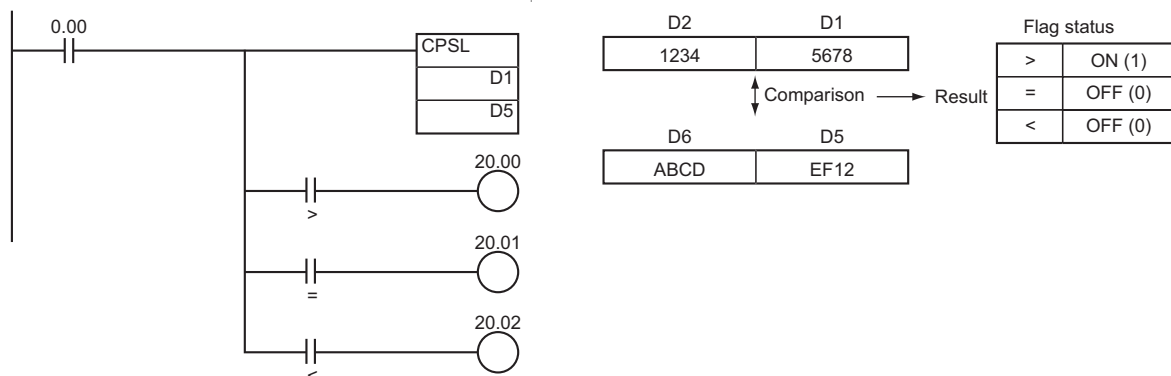 0.00
CPSL
D1
D5
20.00
>
20.01
=
20.02
<
D2 D1
1234 5678
Comparison
Result
D6 D5
ABCD EF12
Flag status
> ON (1)
= OFF (0)
< OFF (0)